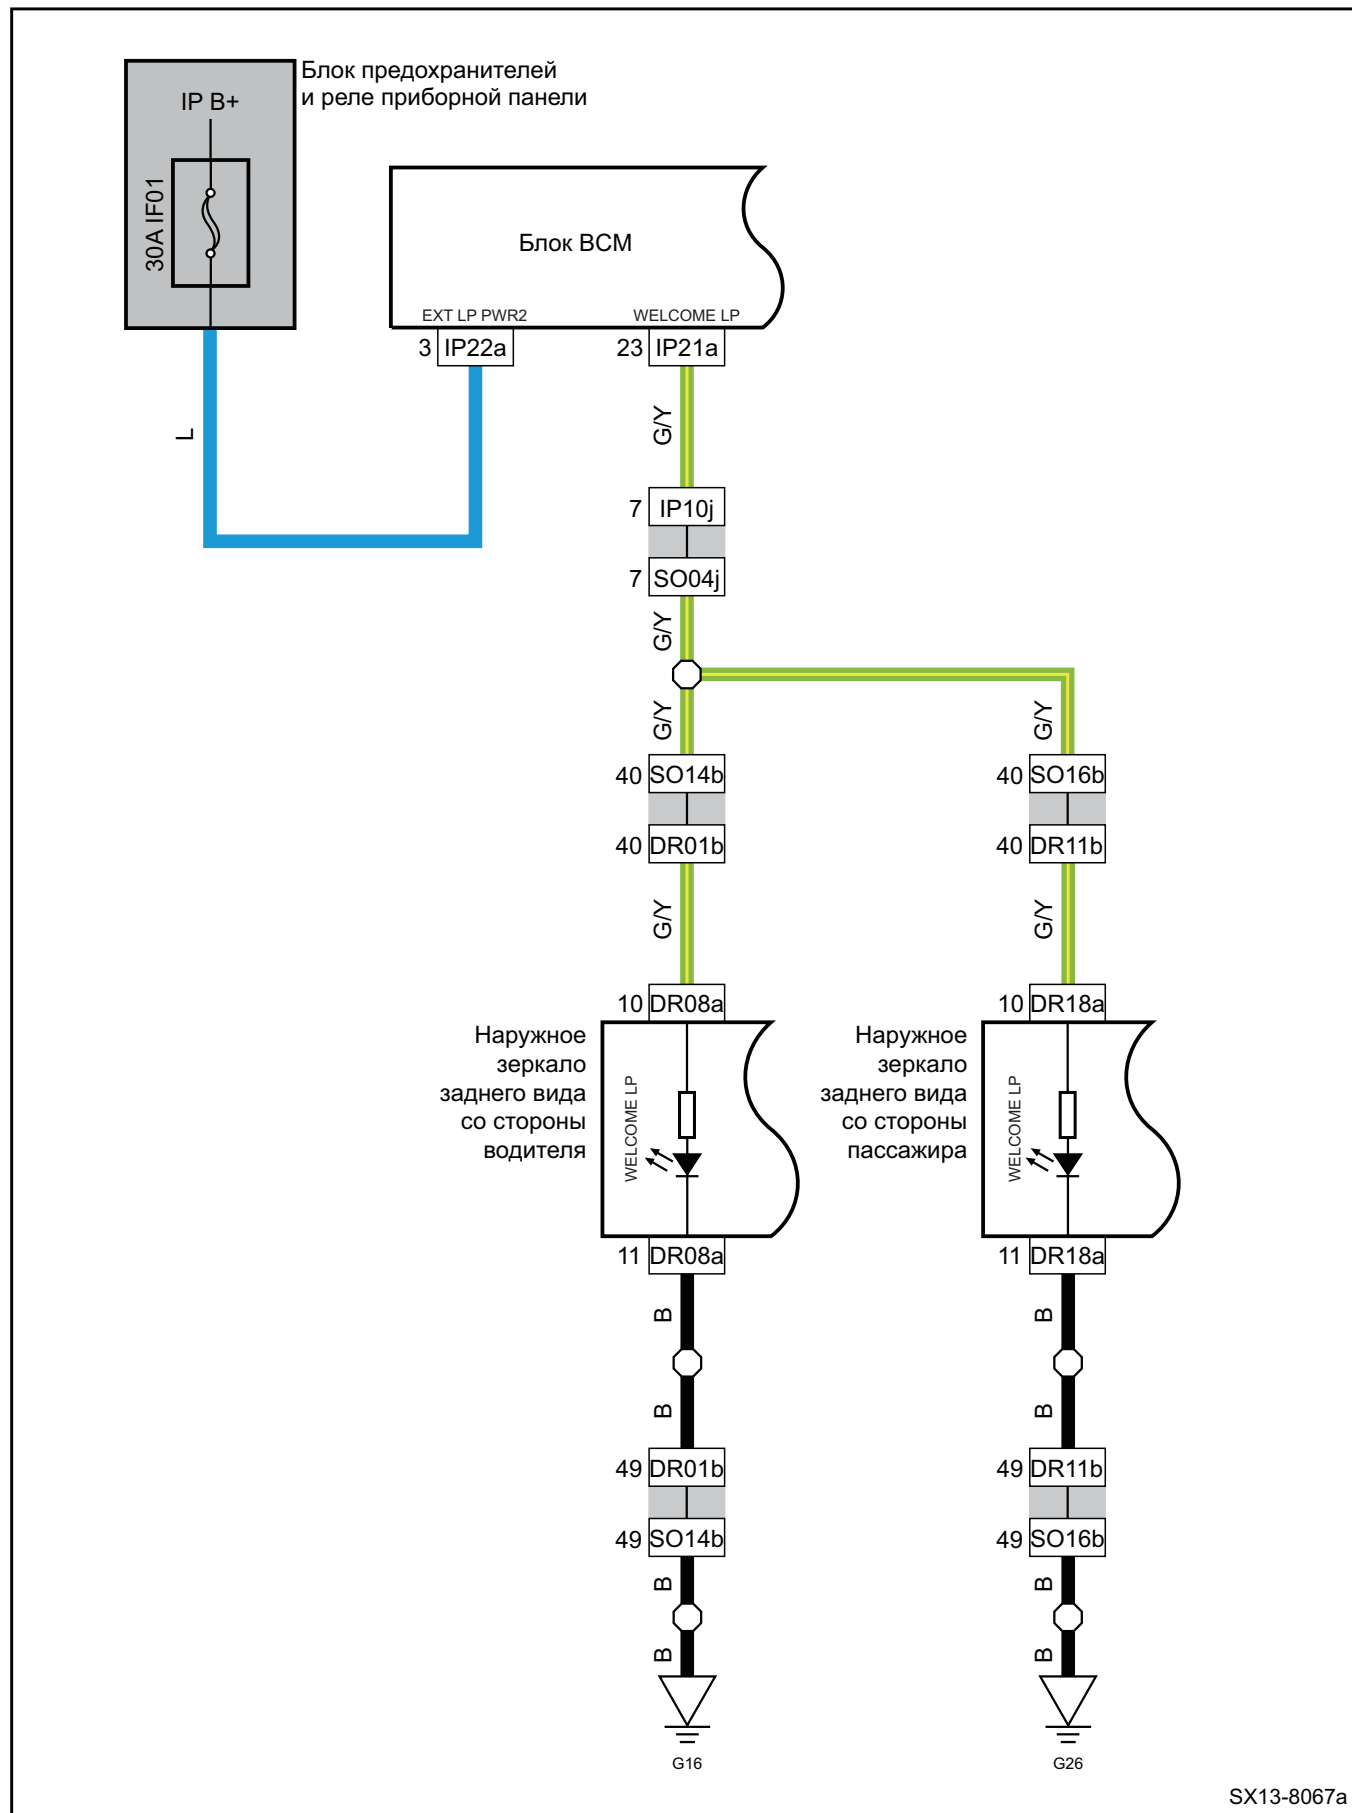 Блок предохранителей
и реле приборной панели
IP B+
30A IF01
Блок BCM
EXT LP PWR2
WELCOME LP
3 IP22a
23 IP21a
L
G/Y
7 IP10j
7 SO04j
G/Y
G/Y
G/Y
40 SO14b
40 SO16b
40 DR01b
40 DR11b
G/Y
G/Y
10 DR08a
10 DR18a
Наружное
зеркало
заднего вида
со стороны
водителя
WELCOME LP
Наружное
зеркало
заднего вида
со стороны
пассажира
WELCOME LP
11 DR08a
11 DR18a
B
B
B
B
49 DR01b
49 DR11b
49 SO14b
49 SO16b
B
B
B
B
G16
G26
SX13-8067a